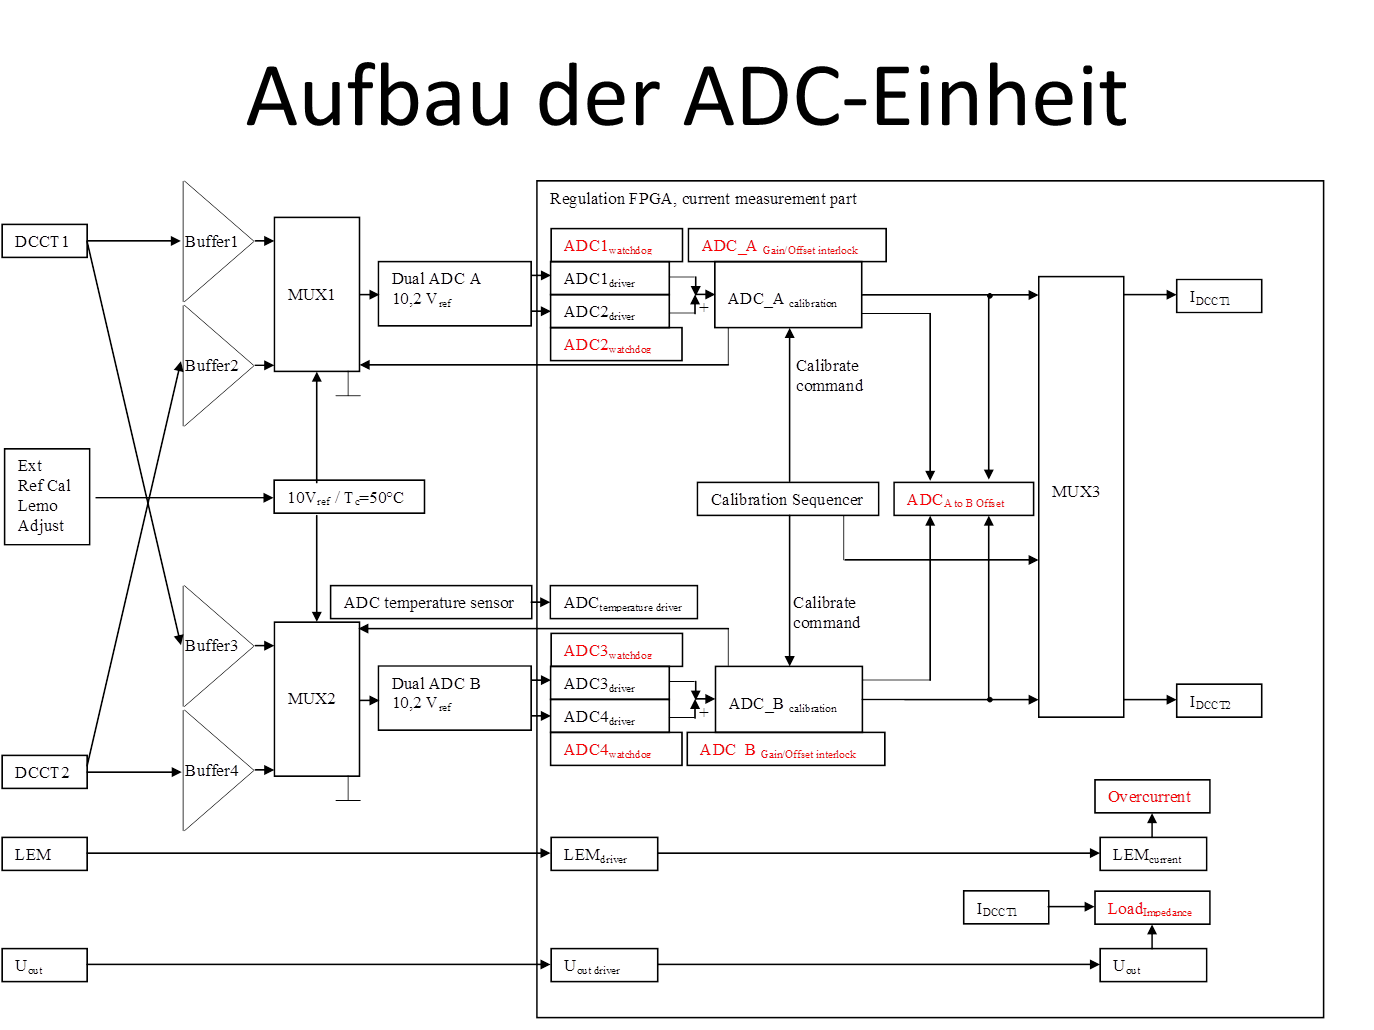 Aufbau der ADC-Einheit
Regulation FPGA, current measurement part
DCCT1
Buffer1
MUX1
Dual ADC A
10,2 Vref
ADC1watchdog
ADC_A Gain/Offset interlock
ADC1driver
ADC2driver
+
ADC_A calibration
ADC2watchdog
IDCCT1
Buffer2
Calibrate
command
Ext
Ref Cal
Lemo
Adjust
10Vref / Tc=50°C
Calibration Sequencer
ADCA to B Offset
MUX3
ADC temperature sensor
ADCtemperature driver
Calibrate
command
Buffer3
MUX2
Dual ADC B
10,2 Vref
ADC3watchdog
ADC3driver
ADC4driver
+
ADC_B calibration
ADC4watchdog
ADC_B Gain/Offset interlock
IDCCT2
DCCT2
Buffer4
Overcurrent
LEM
LEMdriver
LEMcurrent
IDCCT1
LoadImpedance
Uout
Uout driver
Uout